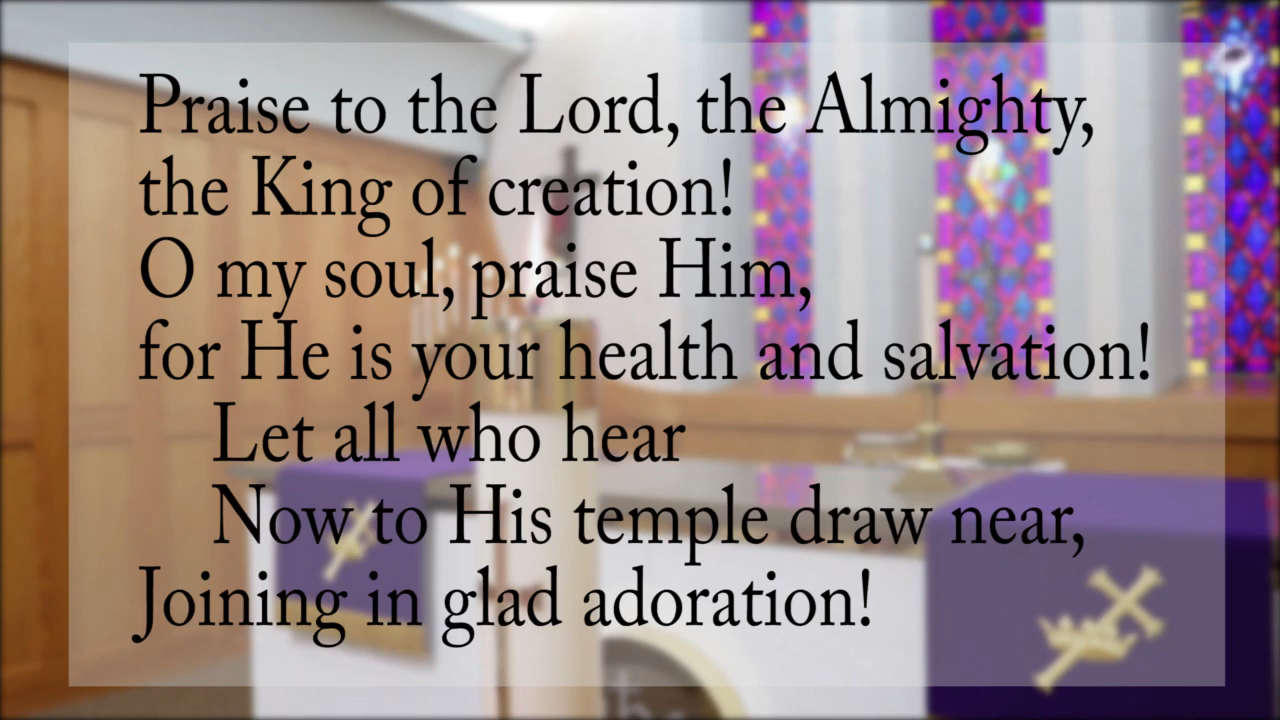 Praise to the Lord, the Almighty,
the King of creation!
O my soul, praise Him,
for He is your health and salvation!
Let all who hear
Now to His temple draw near,
Joining in glad adoration!